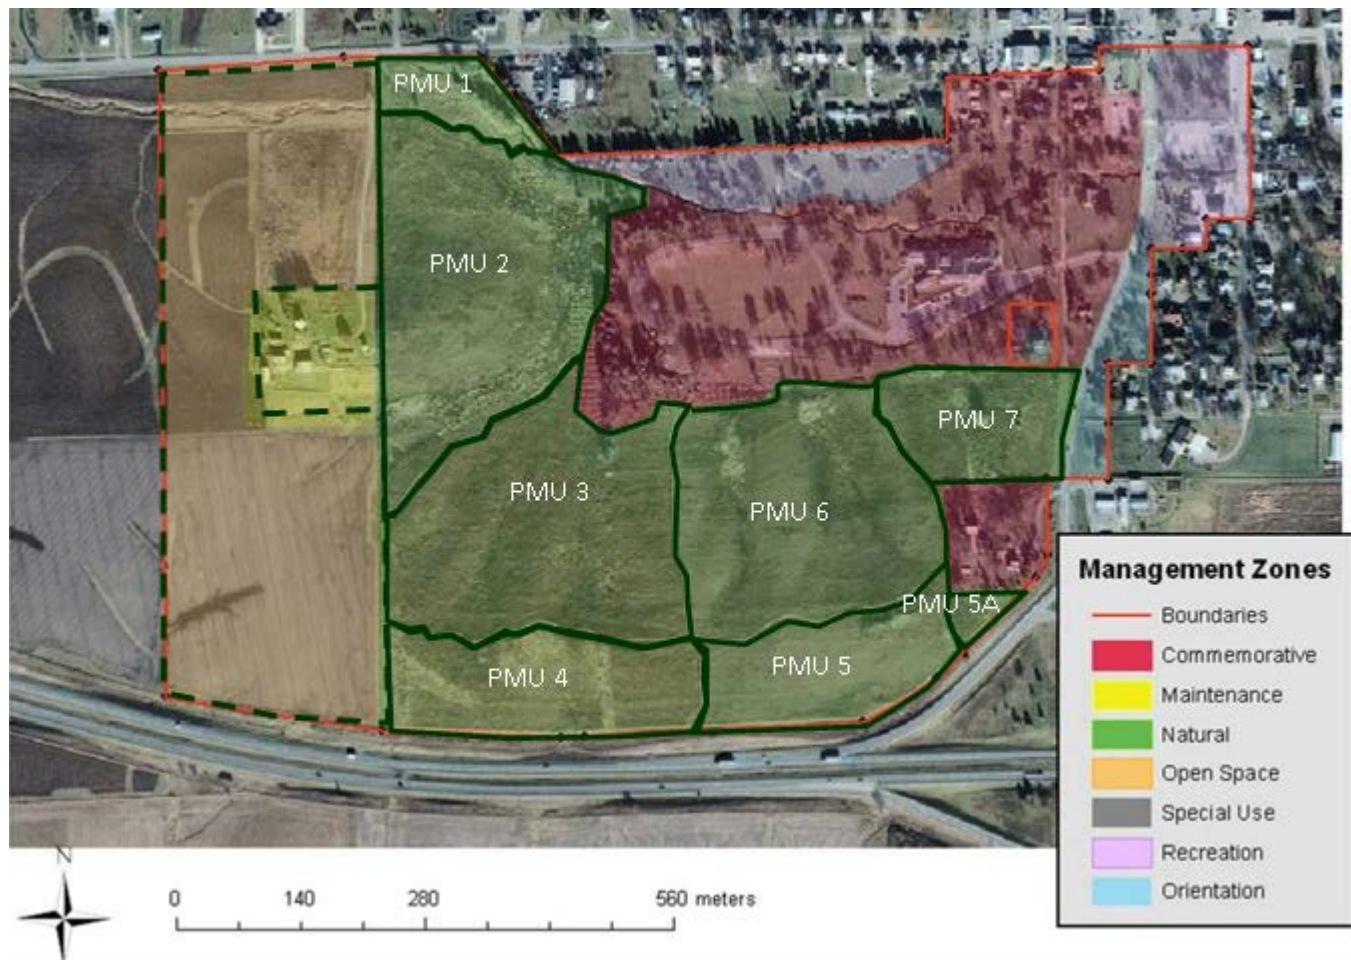 PMU 1
PMU 2
PMU 7
PMU 3
PMU 6
PMU 5A
PMU 5
PMU 4
Management Zones
Boundaries
Commemorative
Maintenance
Natural
Open Space
Special Use
Recreation
Orientation
N
0 140 280 560 meters